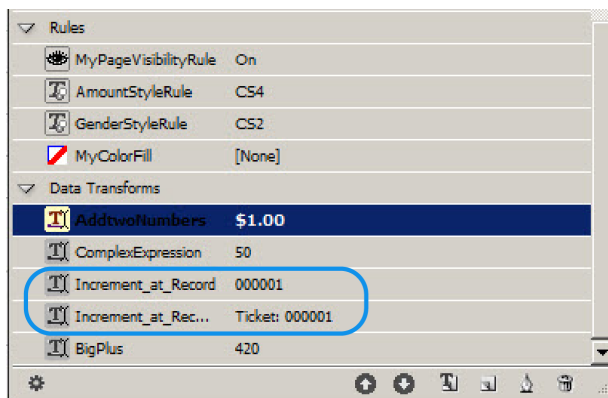 Rules
MyPageVisibilityRule On
AmountStyleRule CS4
GenderStyleRule CS2
MyColorFill [None]
Data Transforms
AddtwoNumbers $1.00
ComplexExpression 50
Increment_at_Record 000001
Increment_at_Rec... Ticket: 000001
BigPlus 420